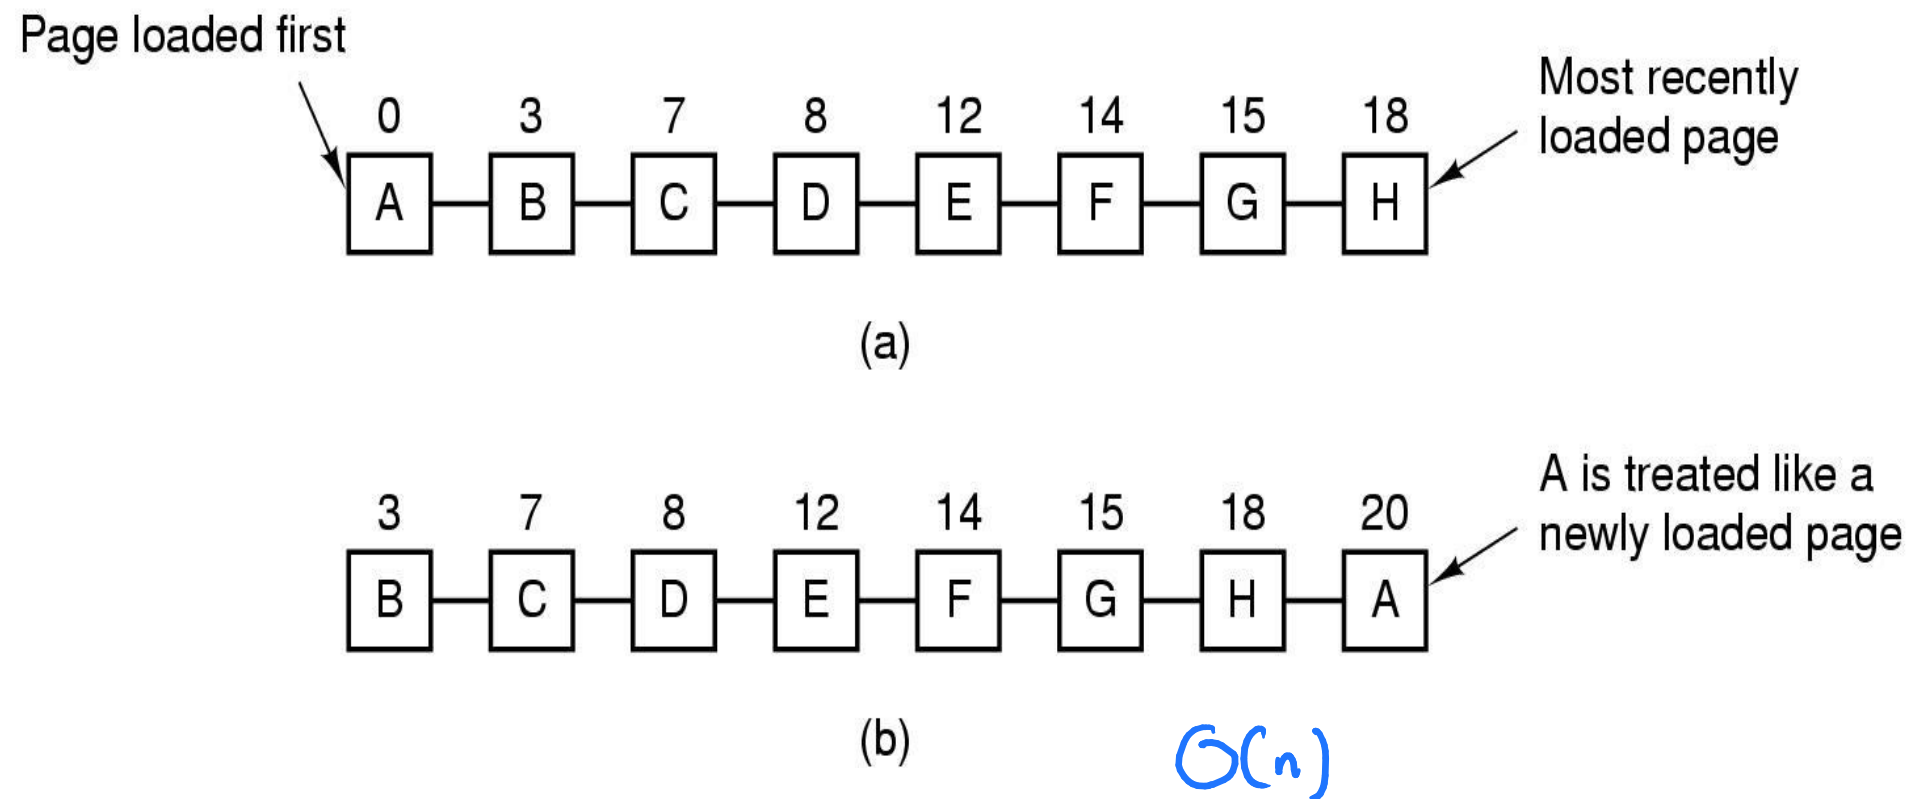 Page loaded first
Most recently
loaded page
0 3 7 8 12 14 15 18
A B C D E F G H
(a)
A is treated like a
newly loaded page
3 7 8 12 14 15 18 20
B C D E F G H A
(b)
O(n)